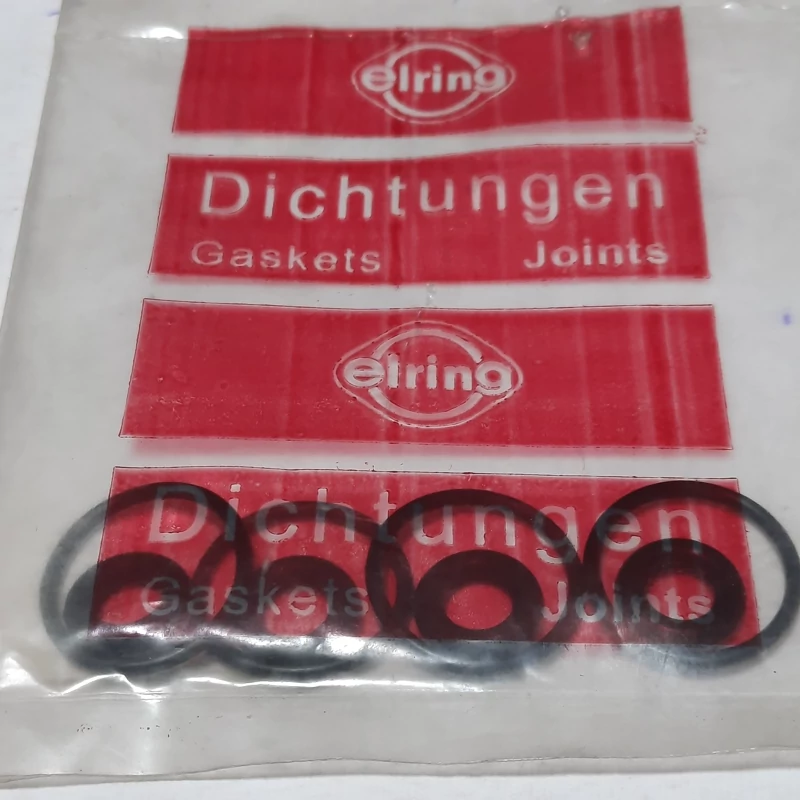 elring
Dichtungen
Gaskets Joints
elring
Dichtungen
Gaskets Joints